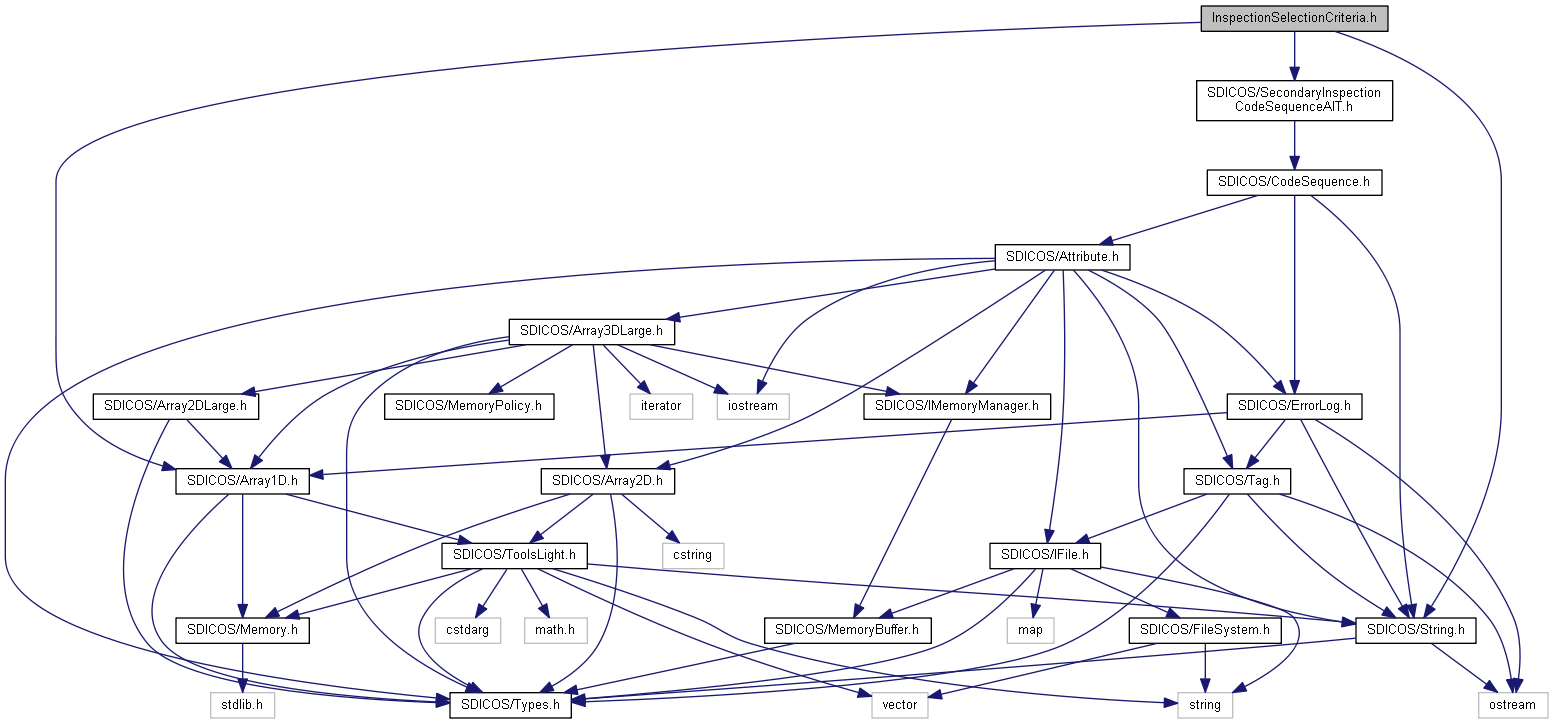 InspectionSelectionCriteria.h
SDICOS/SecondaryInspection
CodeSequenceAIT.h
SDICOS/CodeSequence.h
SDICOS/Attribute.h
SDICOS/Array3DLarge.h
SDICOS/Array2DLarge.h
SDICOS/MemoryPolicy.h
iterator
iostream
SDICOS/IMemoryManager.h
SDICOS/ErrorLog.h
SDICOS/Array1D.h
SDICOS/Array2D.h
SDICOS/Tag.h
SDICOS/ToolsLight.h
cstring
SDICOS/IFile.h
SDICOS/Memory.h
cstdarg
math.h
SDICOS/MemoryBuffer.h
map
SDICOS/FileSystem.h
SDICOS/String.h
stdlib.h
SDICOS/Types.h
vector
string
ostream